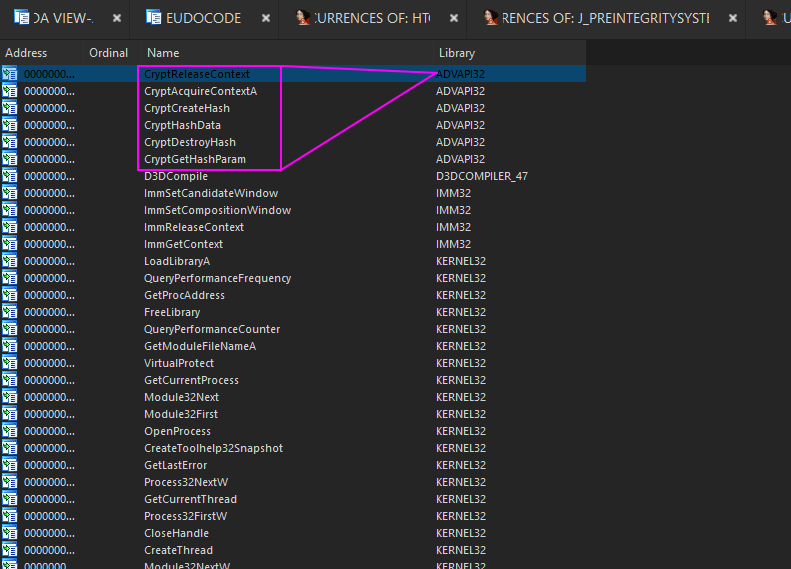 DA VIEW-. × EUDOCODE × :URRENCES OF: HT( × RENCES OF: J_PREINTEGRITYSYSTE ×
Address Ordinal Name Library
0000000... CryptReleaseContext ADVAPI32
0000000... CryptAcquireContextA ADVAPI32
0000000... CryptCreateHash ADVAPI32
0000000... CryptHashData ADVAPI32
0000000... CryptDestroyHash ADVAPI32
0000000... CryptGetHashParam ADVAPI32
0000000... D3DCompile D3DCOMPILER_47
0000000... ImmSetCandidateWindow IMM32
0000000... ImmSetCompositionWindow IMM32
0000000... ImmReleaseContext IMM32
0000000... ImmGetContext IMM32
0000000... LoadLibraryA KERNEL32
0000000... QueryPerformanceFrequency KERNEL32
0000000... GetProcAddress KERNEL32
0000000... FreeLibrary KERNEL32
0000000... QueryPerformanceCounter KERNEL32
0000000... GetModuleFileNameA KERNEL32
0000000... VirtualProtect KERNEL32
0000000... GetCurrentProcess KERNEL32
0000000... Module32Next KERNEL32
0000000... Module32First KERNEL32
0000000... OpenProcess KERNEL32
0000000... CreateToolhelp32Snapshot KERNEL32
0000000... GetLastError KERNEL32
0000000... Process32NextW KERNEL32
0000000... GetCurrentThread KERNEL32
0000000... Process32FirstW KERNEL32
0000000... CloseHandle KERNEL32
0000000... CreateThread KERNEL32
0000000... Module32NextW KERNEL32